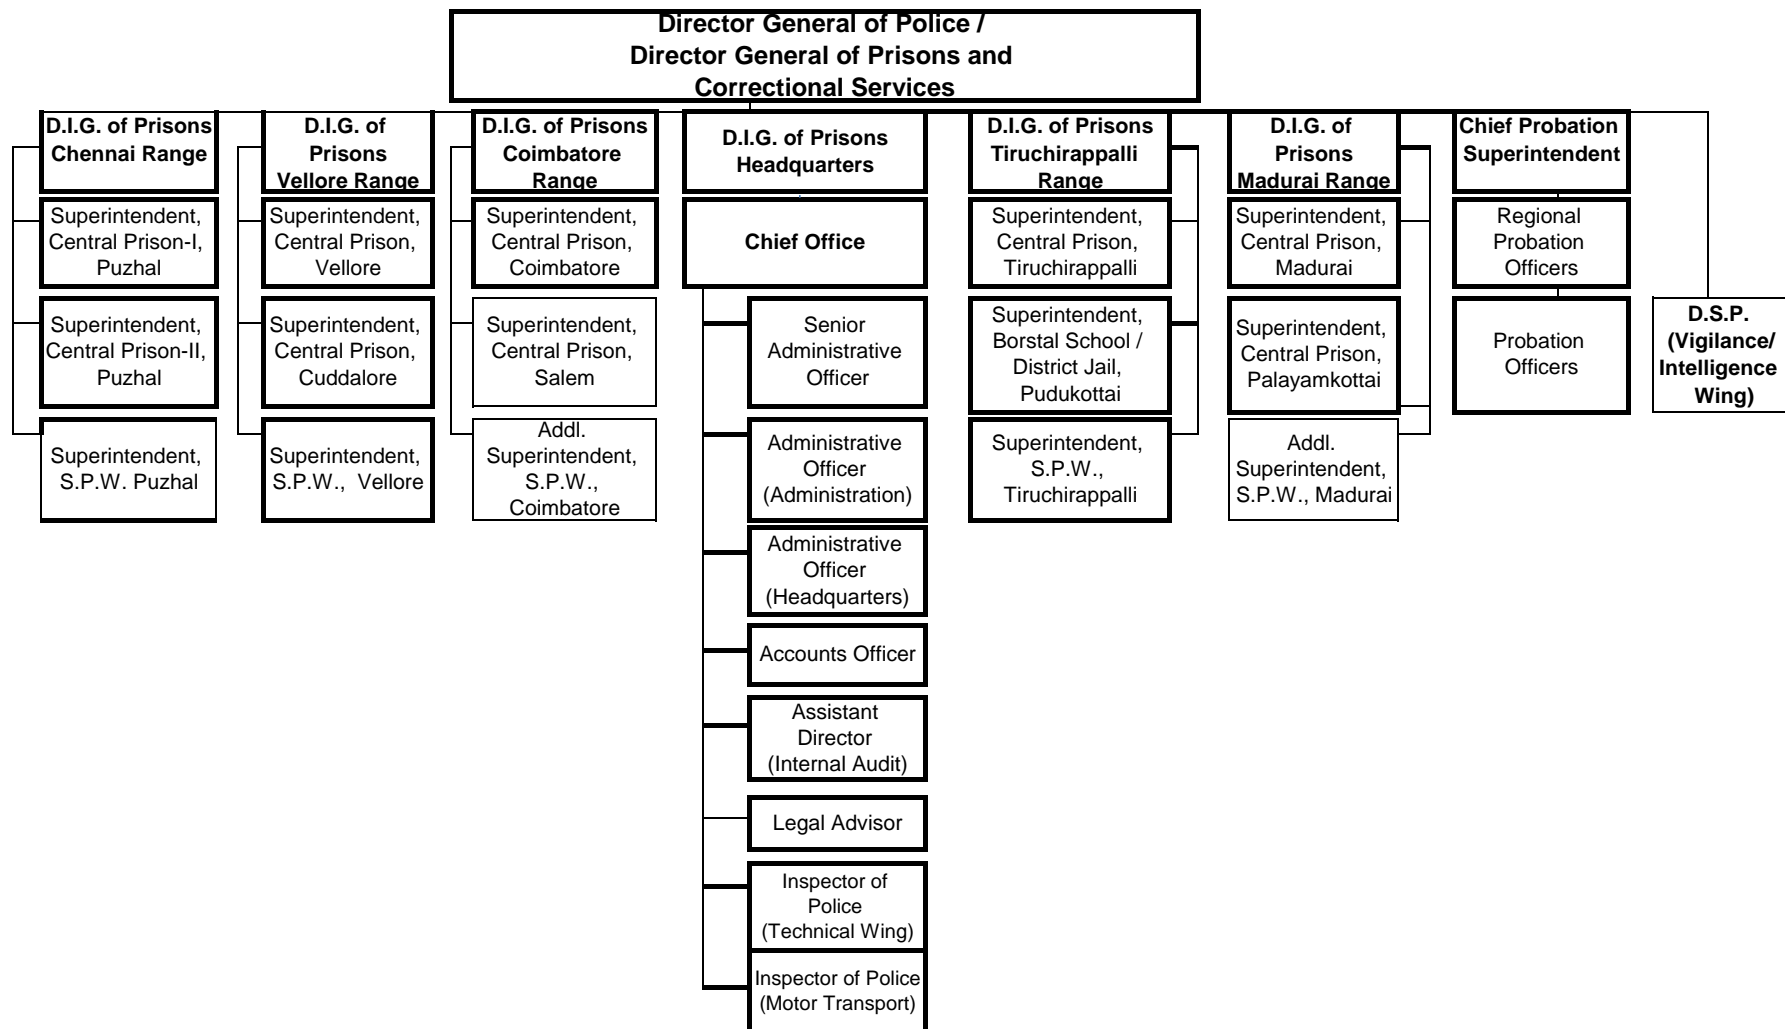 Director General of Police /
Director General of Prisons and
Correctional Services
D.I.G. of Prisons
Chennai Range
D.I.G. of
Prisons
Vellore Range
D.I.G. of Prisons
Coimbatore
Range
D.I.G. of Prisons
Headquarters
D.I.G. of Prisons
Tiruchirappalli
Range
D.I.G. of
Prisons
Madurai Range
Chief Probation
Superintendent
Superintendent,
Central Prison-I,
Puzhal
Superintendent,
Central Prison,
Vellore
Superintendent,
Central Prison,
Coimbatore
Chief Office
Superintendent,
Central Prison,
Tiruchirappalli
Superintendent,
Central Prison,
Madurai
Regional
Probation
Officers
Superintendent,
Central Prison-II,
Puzhal
Superintendent,
Central Prison,
Cuddalore
Superintendent,
Central Prison,
Salem
Senior
Administrative
Officer
Superintendent,
Borstal School /
District Jail,
Pudukottai
Superintendent,
Central Prison,
Palayamkottai
Probation
Officers
D.S.P.
(Vigilance/
Intelligence
Wing)
Superintendent,
S.P.W. Puzhal
Superintendent,
S.P.W., Vellore
Addl.
Superintendent,
S.P.W.,
Coimbatore
Administrative
Officer
(Administration)
Superintendent,
S.P.W.,
Tiruchirappalli
Addl.
Superintendent,
S.P.W., Madurai
Administrative
Officer
(Headquarters)
Accounts Officer
Assistant
Director
(Internal Audit)
Legal Advisor
Inspector of
Police
(Technical Wing)
Inspector of Police
(Motor Transport)